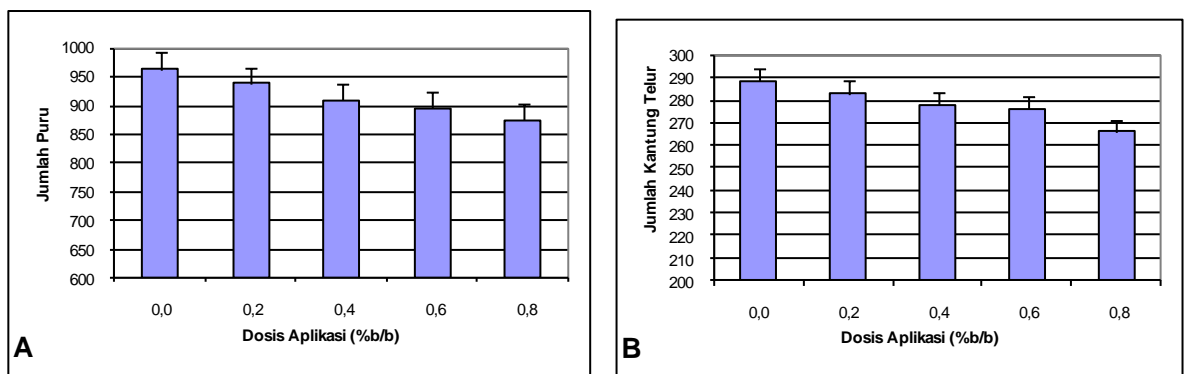 Jumlah Puru
1000
950
900
850
800
750
700
650
600
0,0 0,2 0,4 0,6 0,8
Dosis Aplikasi (%b/b)
A
Jumlah Kantung Telur
300
290
280
270
260
250
240
230
220
210
200
0,0 0,2 0,4 0,6 0,8
Dosis Aplikasi (%b/b)
B